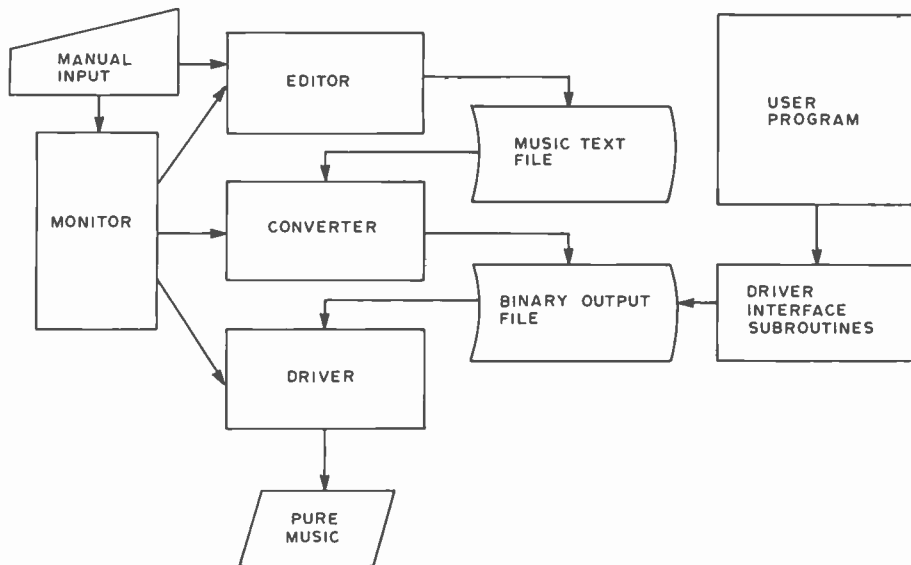 MANUAL
INPUT
EDITOR
USER
PROGRAM
MUSIC TEXT
FILE
MONITOR
CONVERTER
BINARY OUTPUT
FILE
DRIVER
INTERFACE
SUBROUTINES
DRIVER
PURE
MUSIC